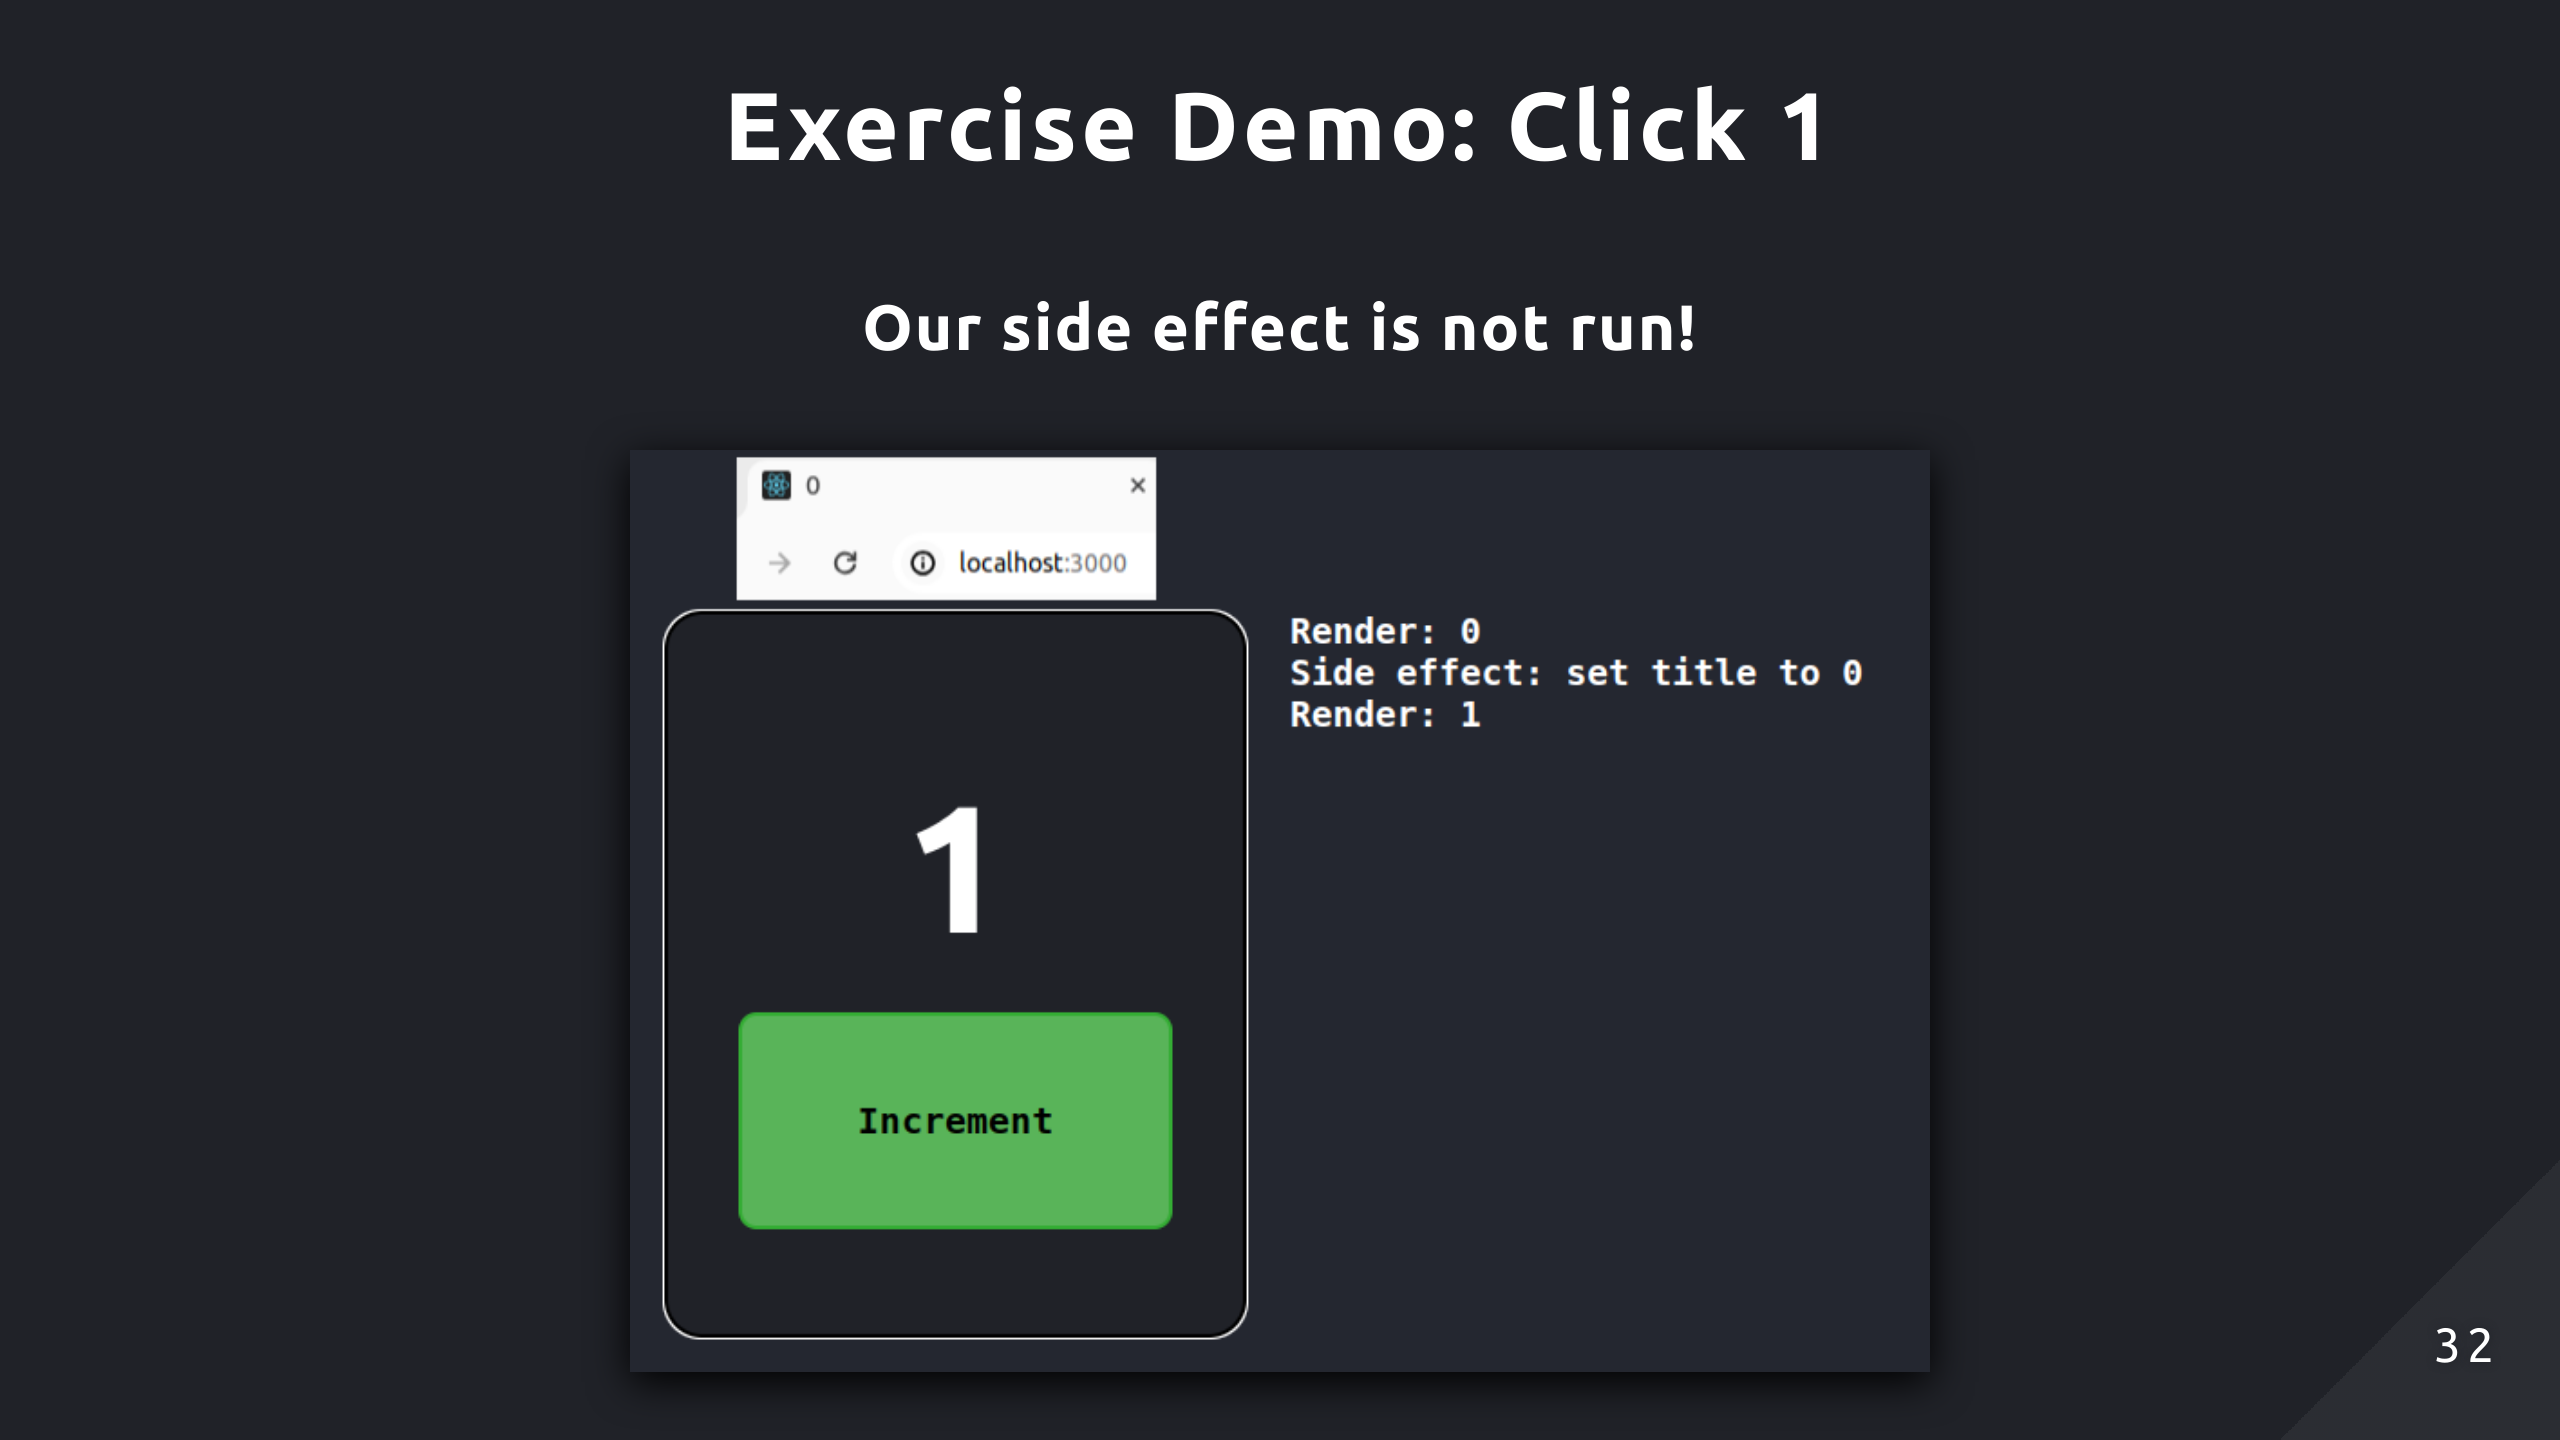 Exercise Demo: Click 1
Our side effect is not run!
0
localhost:3000
Render: 0
Side effect: set title to 0
Render: 1
1
Increment
32